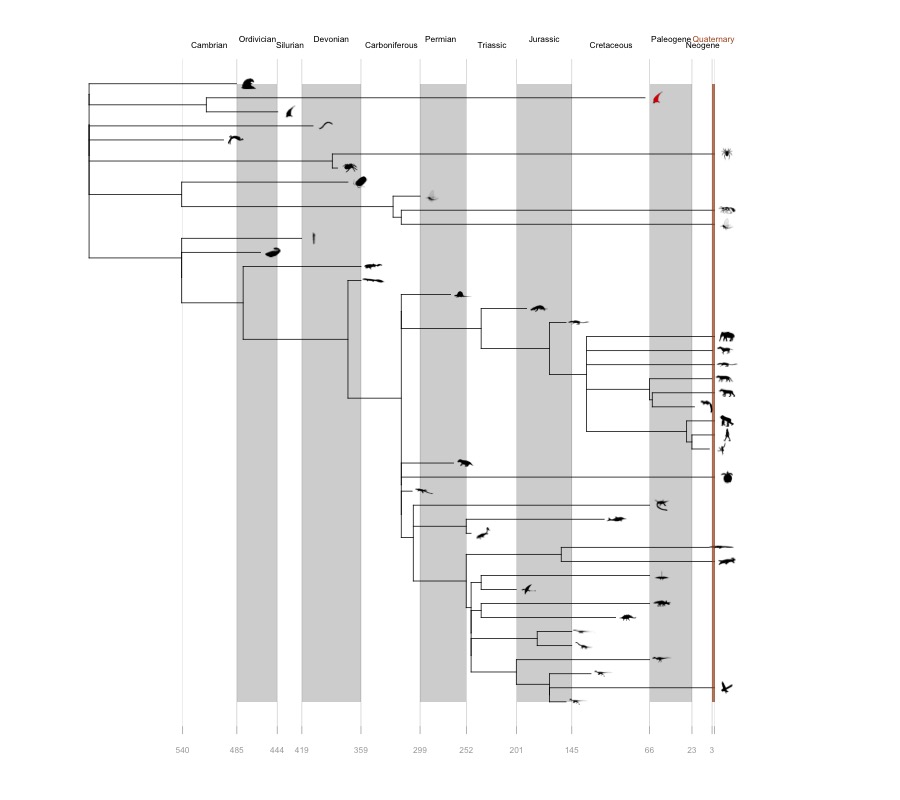 Ordivician Devonian Permian Jurassic Paleogene Quaternary
Cambrian Silurian Carboniferous Triassic Cretaceous Neogene
540 485 444 419 359 299 252 201 145 66 23 3